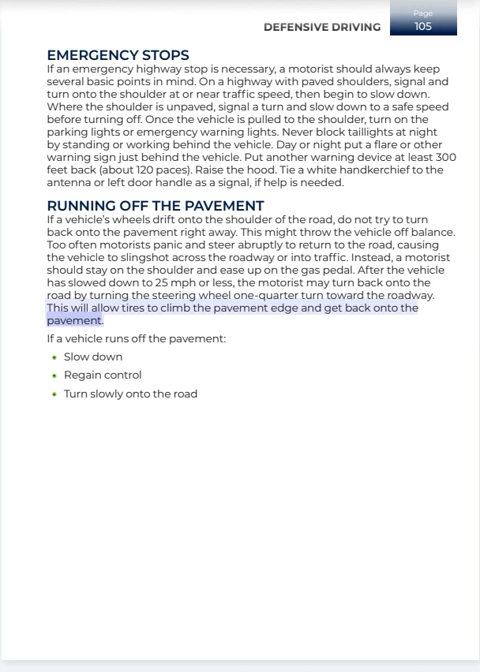 Page
DEFENSIVE DRIVING 105
EMERGENCY STOPS
If an emergency highway stop is necessary, a motorist should always keep
several basic points in mind. On a highway with paved shoulders, signal and
turn onto the shoulder at or near traffic speed, then begin to slow down.
Where the shoulder is unpaved, signal a turn and slow down to a safe speed
before turning off. Once the vehicle is pulled to the shoulder, turn on the
parking lights or emergency warning lights. Never block taillights at night
by standing or working behind the vehicle. Day or night put a flare or other
warning sign just behind the vehicle. Put another warning device at least 300
feet back (about 120 paces). Raise the hood. Tie a white handkerchief to the
antenna or left door handle as a signal, if help is needed.
RUNNING OFF THE PAVEMENT
If a vehicle's wheels drift onto the shoulder of the road, do not try to turn
back onto the pavement right away. This might throw the vehicle off balance.
Too often motorists panic and steer abruptly to return to the road, causing
the vehicle to slingshot across the roadway or into traffic. Instead, a motorist
should stay on the shoulder and ease up on the gas pedal. After the vehicle
has slowed down to 25 mph or less, the motorist may turn back onto the
road by turning the steering wheel one-quarter turn toward the roadway.
This will allow tires to climb the pavement edge and get back onto the
pavement.
If a vehicle runs off the pavement:
• Slow down
• Regain control
• Turn slowly onto the road